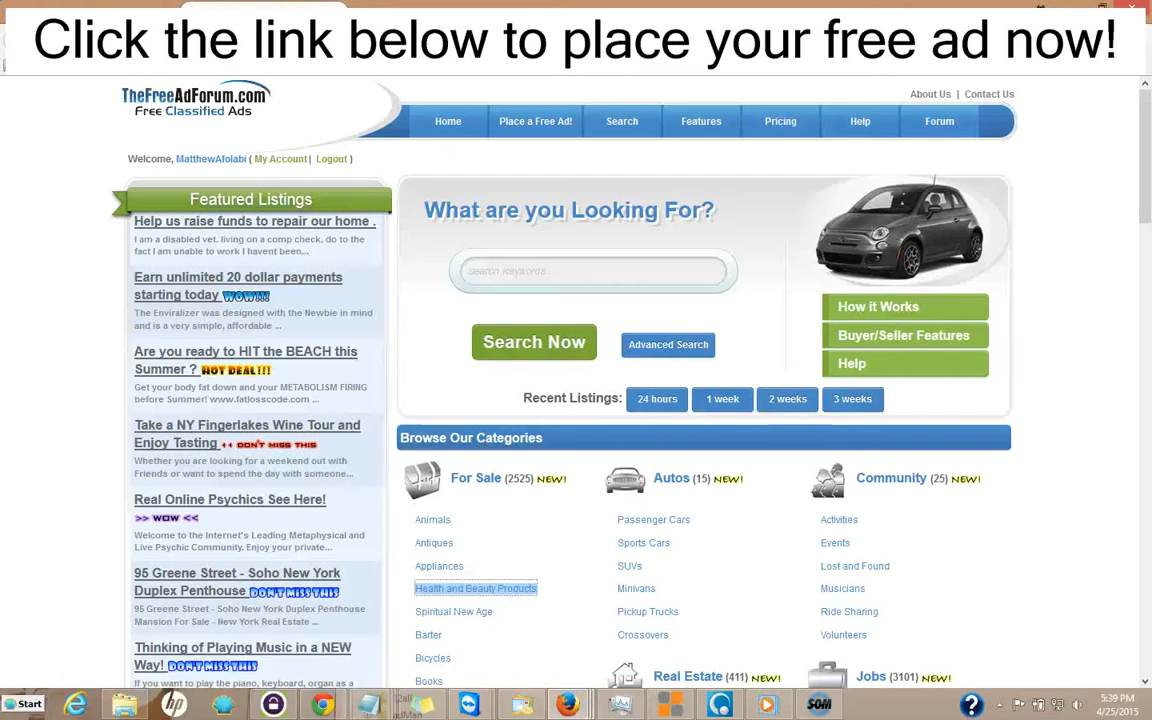 Click the link below to place your free ad now!
TheFreeAdForum.com
Free Classified Ads
About Us | Contact Us
Home
Place a Free Ad!
Search
Features
Pricing
Help
Forum
Welcome, MatthewAfolabi ( My Account | Logout )
Featured Listings
Help us raise funds to repair our home .
I am a disabled vet. living on a comp check, do to the
fact I am unable to work I havent been...
Earn unlimited 20 dollar payments
starting today WOW!!!
The Enviralizer was designed with the Newbie in mind
and is a very simple, affordable ...
Are you ready to HIT the BEACH this
Summer ? HOT DEAL!!!
Get your body fat down and your METABOLISM FIRING
before Summer! www.fatlosscode.com ...
Take a NY Fingerlakes Wine Tour and
Enjoy Tasting DON'T MISS THIS
Whether you are looking for a weekend out with
Friends or want to spend the day with someone...
Real Online Psychics See Here!
>> WOW <<
Welcome to the Internet's Leading Metaphysical and
Live Psychic Community. Enjoy your private...
95 Greene Street - Soho New York
Duplex Penthouse DON'T MISS THIS
95 Greene Street - Soho New York Duplex Penthouse
Mansion For Sale - New York Real Estate ...
Thinking of Playing Music in a NEW
Way! DON'T MISS THIS
If you want to play the piano, keyboard, organ as a
What are you Looking For?
search keywords..
Search Now
Advanced Search
How it Works
Buyer/Seller Features
Help
Recent Listings: 24 hours 1 week 2 weeks 3 weeks
Browse Our Categories
For Sale (2525) NEW!
Animals
Antiques
Appliances
Health and Beauty Products
Spiritual New Age
Barter
Bicycles
Books
Autos (15) NEW!
Passenger Cars
Sports Cars
SUVs
Minivans
Pickup Trucks
Crossovers
Real Estate (411) NEW!
Community (25) NEW!
Activities
Events
Lost and Found
Musicians
Ride Sharing
Volunteers
Jobs (3101) NEW!
Start
hp
SOM
5:39 PM
4/25/2015